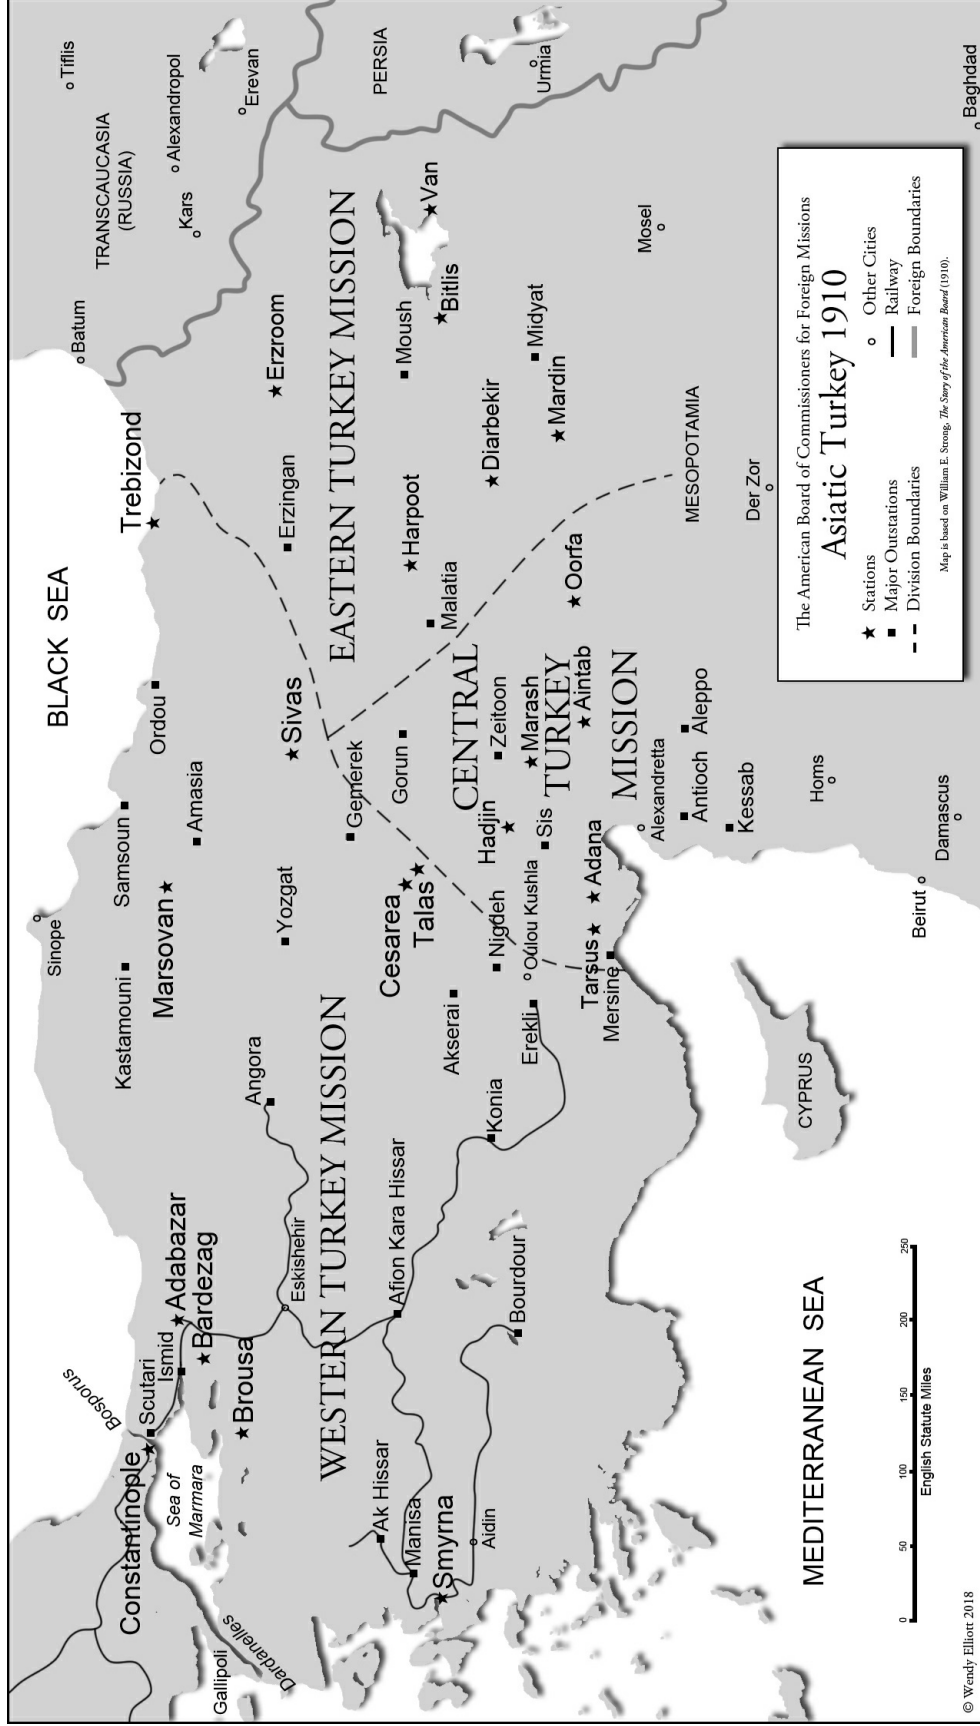 BLACK SEA
TRANSCAUCASIA
(RUSSIA)
Tiflis
Alexandropol
Erevan
Kars
Batum
PERSIA
Urmia
Baghdad
Bosporus
Constantinople
Scutari
Ismid
Adabazar
Bardezag
Brousa
Sea of
Marmara
Gallipoli
Dardanelles
Sinope
Kastamouni
Samsoun
Marsovan
Amasia
Ordou
Trebizond
Angora
Eskishehir
Yozgat
Sivas
Erzingan
Erzroom
WESTERN TURKEY MISSION
EASTERN TURKEY MISSION
Gemerek
Gorun
Afion Kara Hissar
Ak Hissar
Manisa
Smyrna
Aidin
Bourdour
Konia
Akserai
Cesarea
Talas
Nigdeh
Oulou Kushla
Erekli
Hadjin
Sis
CENTRAL
TURKEY
MISSION
Zeitoon
Marash
Aintab
Malatia
Harpoot
Moush
Bitlis
Van
Diarbekir
Midyat
Mardin
Oorfa
Mosel
MESOPOTAMIA
Der Zor
Tarsus
Mersine
Adana
Alexandretta
Antioch
Aleppo
Kessab
Homs
Beirut
Damascus
CYPRUS
MEDITERRANEAN SEA
0 50 100 150 200 250
English Statute Miles
The American Board of Commissioners for Foreign Missions
Asiatic Turkey 1910
Stations
Major Outstations
Division Boundaries
Other Cities
Railway
Foreign Boundaries
Map is based on William E. Strong, The Story of the American Board (1910).
© Wendy Elliott 2018